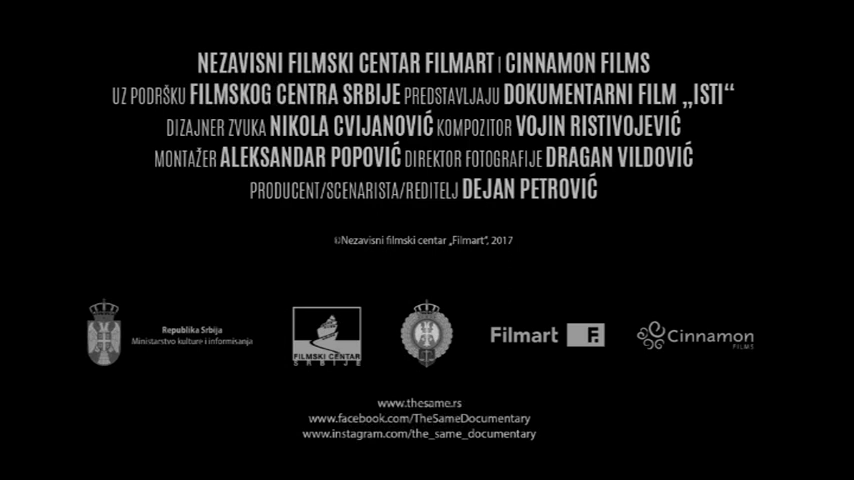 NEZAVISNI FILMSKI CENTAR FILMART I CINNAMON FILMS
UZ PODRŠKU FILMSKOG CENTRA SRBIJE PREDSTAVLJAJU DOKUMENTARNI FILM „ISTI“
DIZAJNER ZVUKA NIKOLA CVIJANOVIĆ KOMPOZITOR VOJIN RISTIVOJEVIĆ
MONTAŽER ALEKSANDAR POPOVIĆ DIREKTOR FOTOGRAFIJE DRAGAN VILDOVIĆ
PRODUCENT/SCENARISTA/REDITELJ DEJAN PETROVIĆ
©Nezavisni filmski centar „Filmart“, 2017
Republika Srbija
Ministarstvo kulture i informisanja
FILMSKI CENTAR
SRBIJE
Filmart F.
Cinnamon
FILMS
www.thesame.rs
www.facebook.com/TheSameDocumentary
www.instagram.com/the_same_documentary